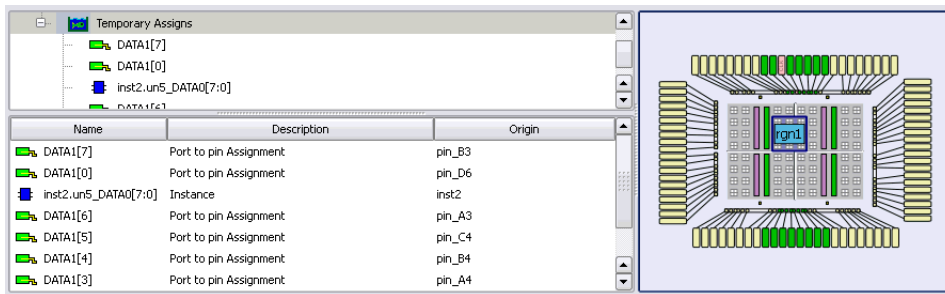 Temporary Assigns
DATA1[7]
DATA1[0]
inst2.un5_DATA0[7:0]
DATA1[6]
Name Description Origin
DATA1[7] Port to pin Assignment pin_B3
DATA1[0] Port to pin Assignment pin_D6
inst2.un5_DATA0[7:0] Instance inst2
DATA1[6] Port to pin Assignment pin_A3
DATA1[5] Port to pin Assignment pin_C4
DATA1[4] Port to pin Assignment pin_B4
DATA1[3] Port to pin Assignment pin_A4
rgn1